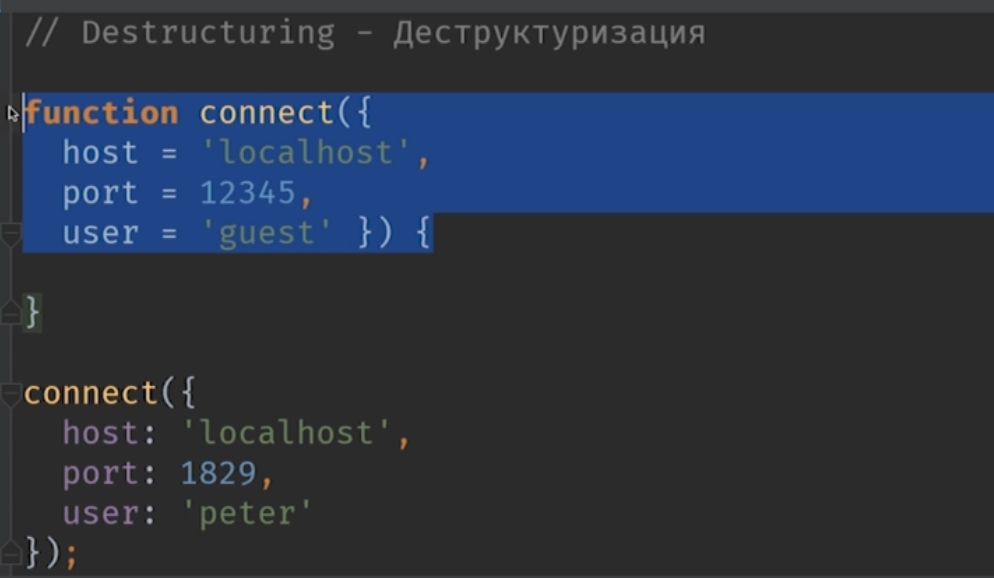 // Destructuring - Деструктуризация
function connect({
  host = 'localhost',
  port = 12345,
  user = 'guest' }) {
}
connect({
  host: 'localhost',
  port: 1829,
  user: 'peter'
});